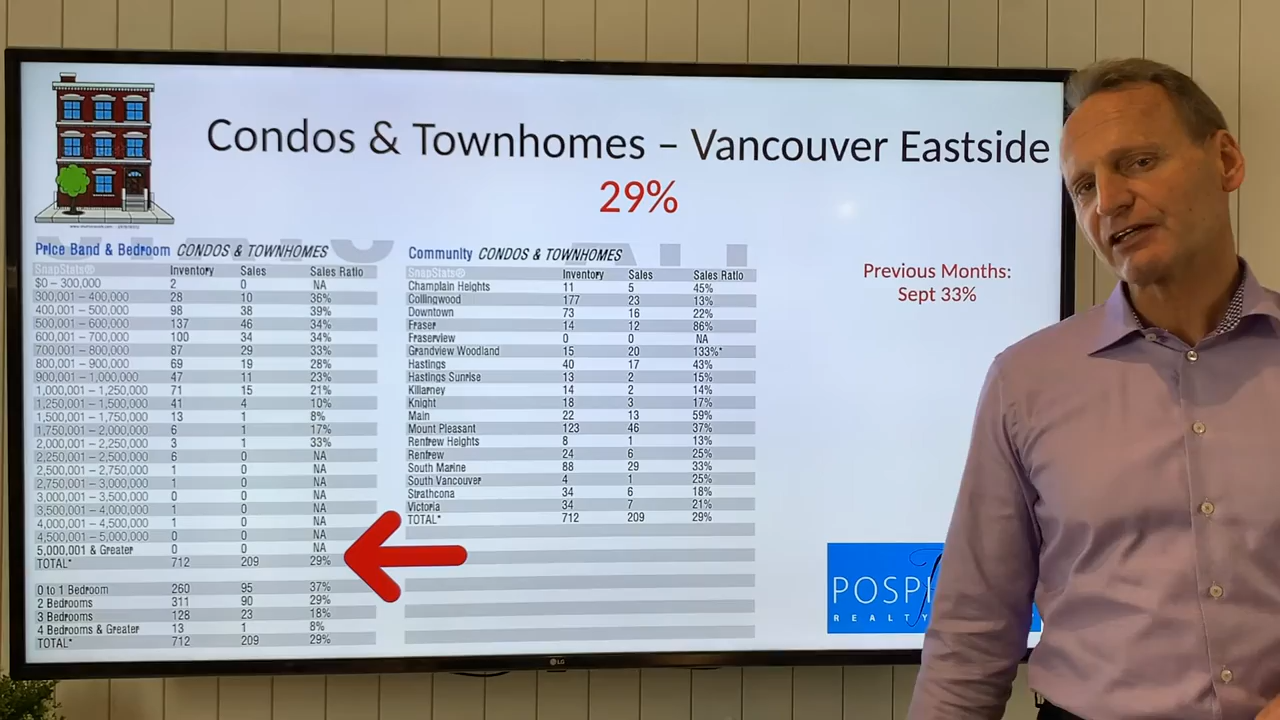 Condos & Townhomes – Vancouver Eastside
29%
Price Band & Bedroom CONDOS & TOWNHOMES
SnapStats® Inventory Sales Sales Ratio
$0 – 300,000 2 0 NA
300,001 – 400,000 28 10 36%
400,001 – 500,000 98 38 39%
500,001 – 600,000 137 46 34%
600,001 – 700,000 100 34 34%
700,001 – 800,000 87 29 33%
800,001 – 900,000 69 19 28%
900,001 – 1,000,000 47 11 23%
1,000,001 – 1,250,000 71 15 21%
1,250,001 – 1,500,000 41 4 10%
1,500,001 – 1,750,000 13 1 8%
1,750,001 – 2,000,000 6 1 17%
2,000,001 – 2,250,000 3 1 33%
2,250,001 – 2,500,000 6 0 NA
2,500,001 – 2,750,000 1 0 NA
2,750,001 – 3,000,000 1 0 NA
3,000,001 – 3,500,000 0 0 NA
3,500,001 – 4,000,000 1 0 NA
4,000,001 – 4,500,000 1 0 NA
4,500,001 – 5,000,000 0 0 NA
5,000,001 & Greater 0 0 NA
TOTAL* 712 209 29%
0 to 1 Bedroom 260 95 37%
2 Bedrooms 311 90 29%
3 Bedrooms 128 23 18%
4 Bedrooms & Greater 13 1 8%
TOTAL* 712 209 29%
Community CONDOS & TOWNHOMES
SnapStats® Inventory Sales Sales Ratio
Champlain Heights 11 5 45%
Collingwood 177 23 13%
Downtown 73 16 22%
Fraser 14 12 86%
Fraserview 0 0 NA
Grandview Woodland 15 20 133%*
Hastings 40 17 43%
Hastings Sunrise 13 2 15%
Killarney 14 2 14%
Knight 18 3 17%
Main 22 13 59%
Mount Pleasant 123 46 37%
Renfrew Heights 8 1 13%
Renfrew 24 6 25%
South Marine 88 29 33%
South Vancouver 4 1 25%
Strathcona 34 6 18%
Victoria 34 7 21%
TOTAL* 712 209 29%
Previous Months:
Sept 33%
POSPI
REALTY
LG